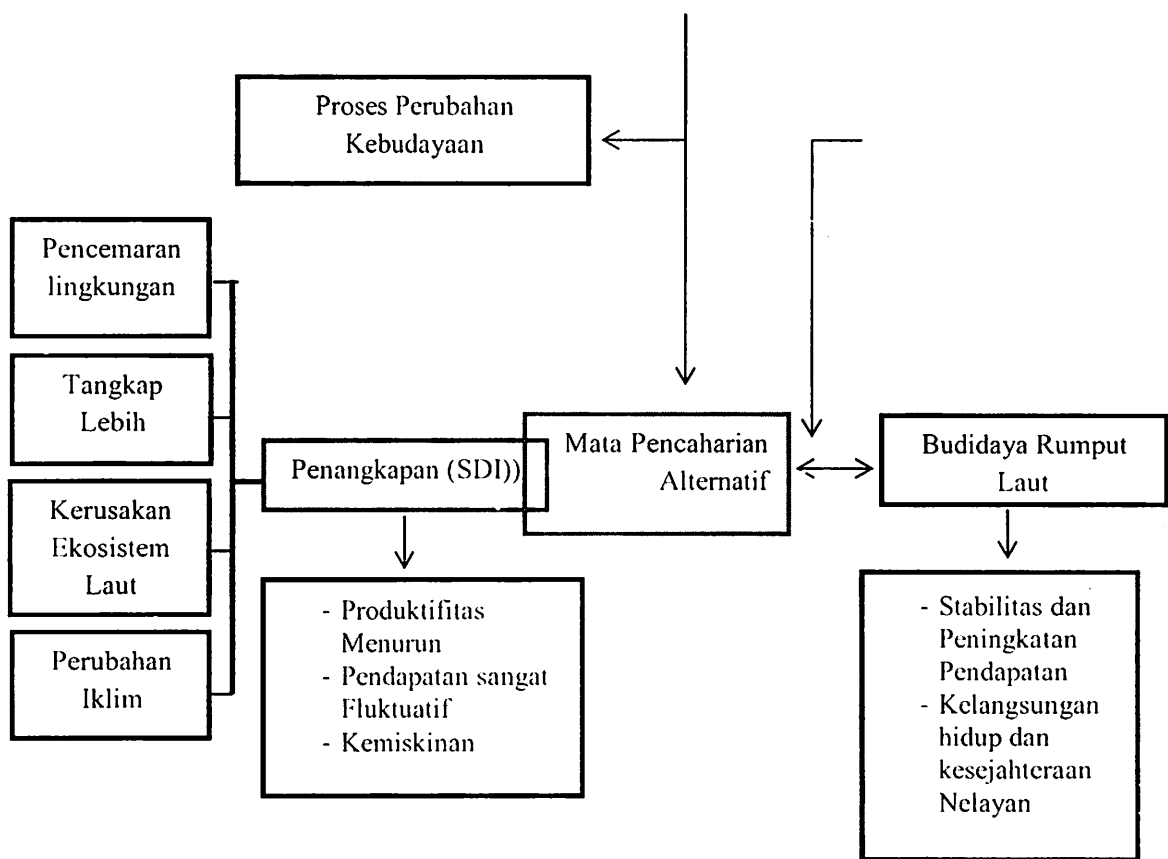 Proses Perubahan
Kebudayaan
Pencemaran
lingkungan
Tangkap
Lebih
Kerusakan
Ekosistem
Laut
Perubahan
Iklim
Penangkapan (SDI))
Mata Pencaharian
Alternatif
Budidaya Rumput
Laut
- Produktifitas
Menurun
- Pendapatan sangat
Fluktuatif
- Kemiskinan
- Stabilitas dan
Peningkatan
Pendapatan
- Kelangsungan
hidup dan
kesejahteraan
Nelayan